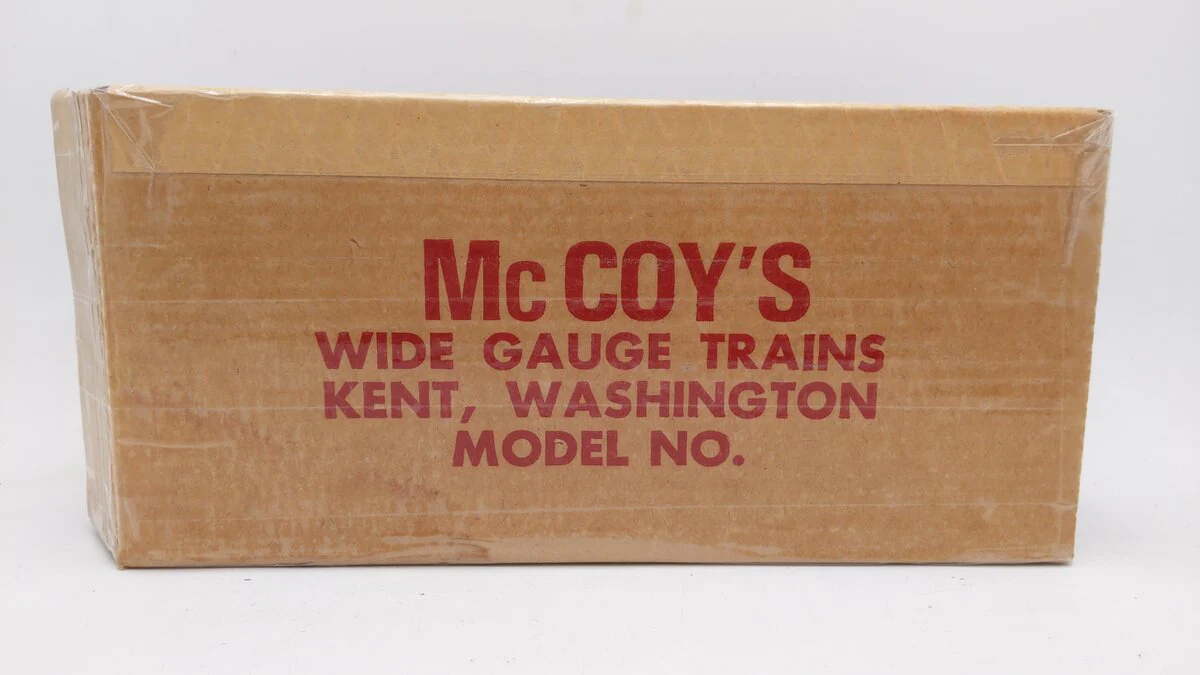 McCOY'S
WIDE GAUGE TRAINS
KENT, WASHINGTON
MODEL NO.